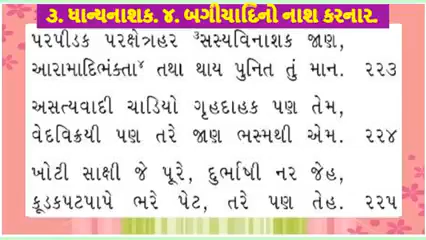 ૩. ધાન્યનાશક. ૪. બગીચાદિનો નાશ કરનાર.
પરપીડક પરક્ષેત્રહર ³સસ્યવિનાશક જાણ,
આરામાદિભંક્તા⁴ તથા થાય પુનિત તું માન. ૨૨૩
અસત્યવાદી ચાડિયો ગૃહદાહક પણ તેમ,
વેદવિક્રયી પણ તરે જાણ ભસ્મથી એમ. ૨૨૪
ખોટી સાક્ષી જે પૂરે, દુર્ભાષી નર જેહ,
કૂડકપટપાપે ભરે પેટ, તરે પણ તેહ. ૨૨૫